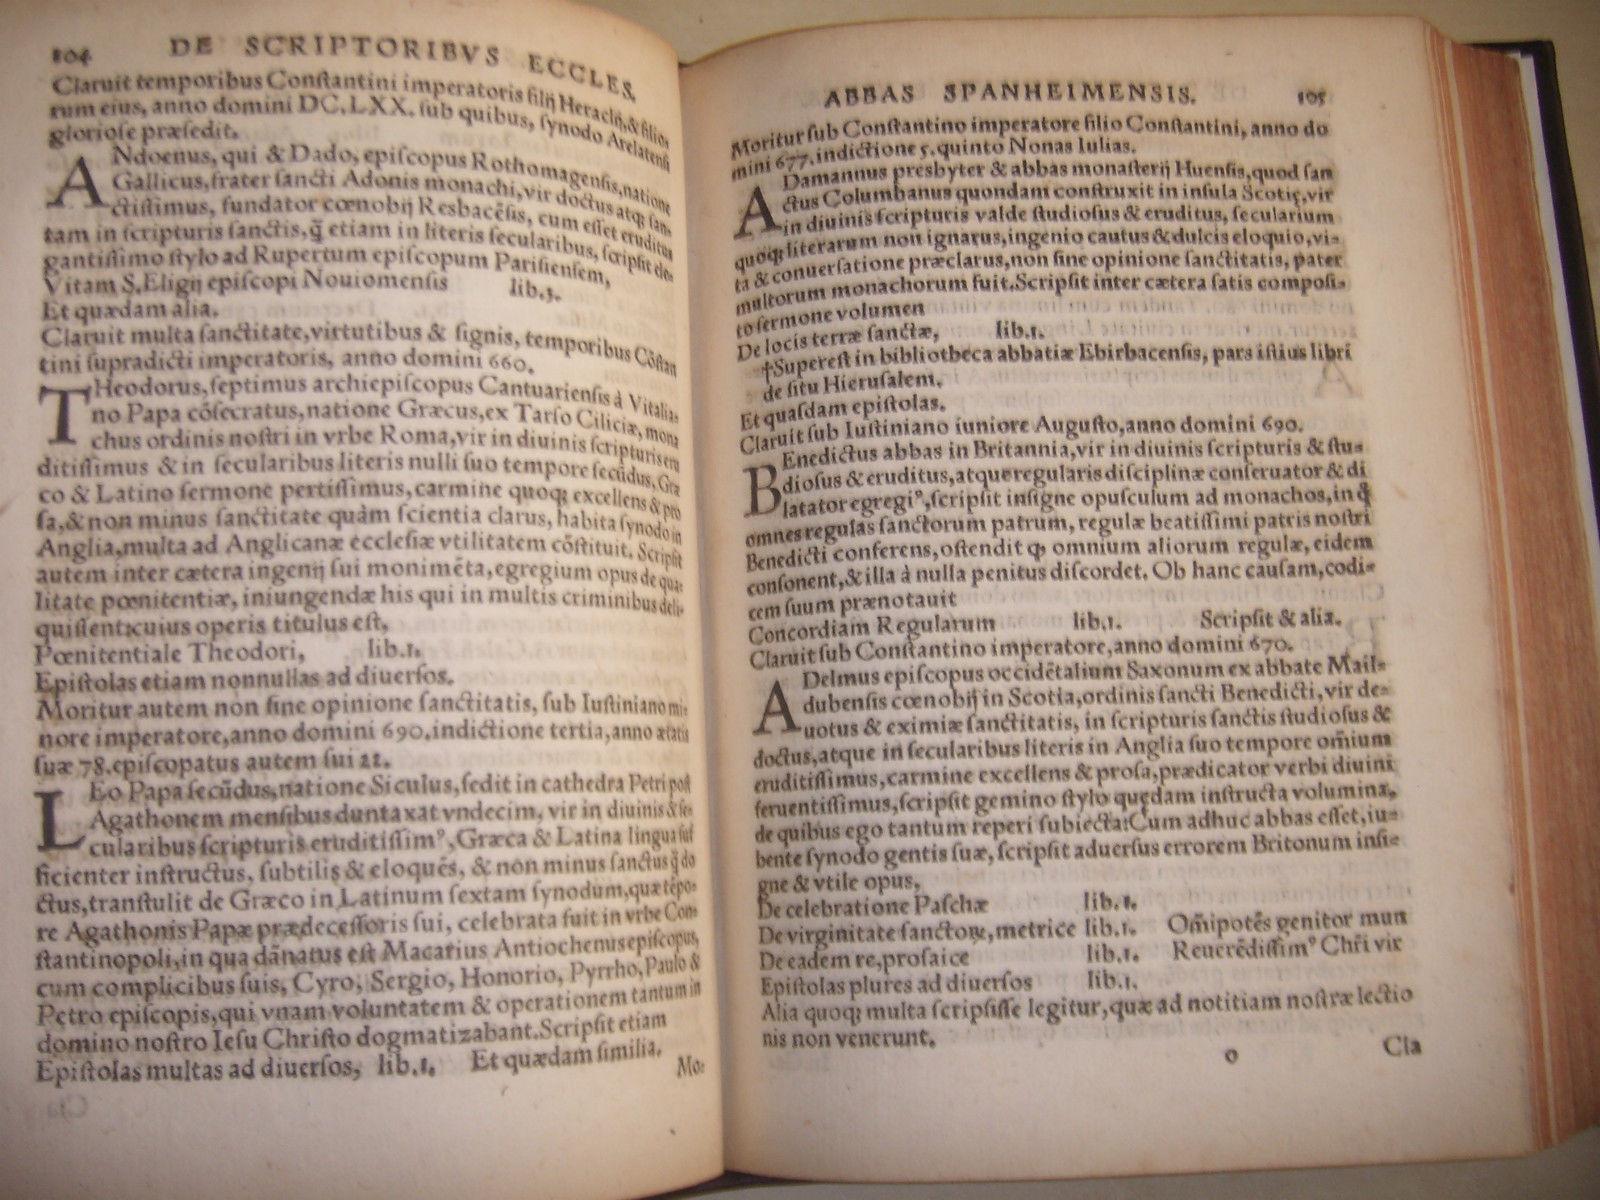 104 DE SCRIPTORIBVS ECCLES.
Claruit temporibus Conſtantini imperatoris filij Heraclij, & filio-
rum eius, anno domini DC.LXX. ſub quibus, ſynodo Arelatenſi
glorioſe præſedit.
ANdoenus, qui & Dado, epiſcopus Rothomagenſis, natione
Gallicus, frater ſancti Adonis monachi, vir doctus atq; ſan-
ctiſſimus, fundator cœnobij Resbacēſis, cum eſſet eruditus
tam in ſcripturis ſanctis, q̃ etiam in literis ſecularibus, ſcripſit ele-
gantiſſimo ſtylo ad Rupertum epiſcopum Pariſienſem,
Vitam S. Eligij epiſcopi Nouiomenſis lib.3.
Et quædam alia.
Claruit multa ſanctitate, virtutibus & ſignis, temporibus Cōſtan
tini ſupradicti imperatoris, anno domini 660.
THeodorus, ſeptimus archiepiſcopus Cantuarienſis à Vitalia-
no Papa cōſecratus, natione Græcus, ex Tarſo Ciliciæ, mona
chus ordinis noſtri in vrbe Roma, vir in diuinis ſcripturis eru
ditiſſimus & in ſecularibus literis nulli ſuo tempore ſecūdus, Græ
co & Latino ſermone pertiſſimus, carmine quoq; excellens & pro
ſa, & non minus ſanctitate quàm ſcientia clarus, habita ſynodo in
Anglia, multa ad Anglicanæ eccleſiæ vtilitatem cōſtituit. Scripſit
autem inter cætera ingenij ſui monimēta, egregium opus de qua-
litate pœnitentiæ, iniungendæ his qui in multis criminibus deli-
quiſſent: cuius operis titulus eſt,
Pœnitentiale Theodori, lib.1.
Epiſtolas etiam nonnullas ad diuerſos.
Moritur autem non ſine opinione ſanctitatis, ſub Iuſtiniano mi-
nore imperatore, anno domini 690. indictione tertia, anno ætatis
ſuæ 78. epiſcopatus autem ſui 21.
LEo Papa ſecūdus, natione Siculus, ſedit in cathedra Petri poſt
Agathonem menſibus duntaxat vndecim, vir in diuinis & ſe-
cularibus ſcripturis eruditiſſimꝰ, Græca & Latina lingua ſuf
ficienter inſtructus, ſubtilis & eloquēs, & non minus ſanctus q̃ do
ctus, tranſtulit de Græco in Latinum ſextam ſynodum, quæ tēpo-
re Agathonis Papæ prædeceſſoris ſui, celebrata fuit in vrbe Con-
ſtantinopoli, in qua dānatus eſt Macarius Antiochenus epiſcopus,
cum complicibus ſuis, Cyro, Sergio, Honorio, Pyrrho, Paulo &
Petro epiſcopis, qui vnam voluntatem & operationem tantum in
domino noſtro Ieſu Chriſto dogmatizabant. Scripſit etiam
Epiſtolas multas ad diuerſos, lib.1. Et quædam ſimilia.
Mo-
ABBAS SPANHEIMENSIS. 105
Moritur ſub Conſtantino imperatore filio Conſtantini, anno do
mini 677. indictione 5. quinto Nonas Iulias.
ADamannus presbyter & abbas monaſterij Huenſis, quod ſan
ctus Columbanus quondam conſtruxit in inſula Scotię, vir
in diuinis ſcripturis valde ſtudioſus & eruditus, ſecularium
quoq; literarum non ignarus, ingenio cautus & dulcis eloquio, vi-
ta & conuerſatione præclarus, non ſine opinione ſanctitatis, pater
multorum monachorum fuit. Scripſit inter cætera ſatis compoſi-
to ſermone volumen
De locis terræ ſanctæ, lib.1.
†Supereſt in bibliotheca abbatiæ Ebirbacenſis, pars iſtius libri
de ſitu Hieruſalem.
Et quaſdam epiſtolas.
Claruit ſub Iuſtiniano iuniore Auguſto, anno domini 690.
BEnedictus abbas in Britannia, vir in diuinis ſcripturis & ſtu-
dioſus & eruditus, atque regularis diſciplinæ conſeruator & di
latator egregiꝰ, ſcripſit inſigne opuſculum ad monachos, in q̃
omnes regulas ſanctorum patrum, regulæ beatiſſimi patris noſtri
Benedicti conferens, oſtendit ꝙ omnium aliorum regulæ, eidem
conſonent, & illa à nulla penitus diſcordet. Ob hanc cauſam, codi-
cem ſuum prænotauit
Concordiam Regularum lib.1. Scripſit & alia.
Claruit ſub Conſtantino imperatore, anno domini 670.
ADelmus epiſcopus occidētalium Saxonum ex abbate Mail-
dubenſis cœnobij in Scotia, ordinis ſancti Benedicti, vir de-
uotus & eximiæ ſanctitatis, in ſcripturis ſanctis ſtudioſus &
doctus, atque in ſecularibus literis in Anglia ſuo tempore om̄ium
eruditiſſimus, carmine excellens & proſa, prædicator verbi diuini
feruentiſſimus, ſcripſit gemino ſtylo quędam inſtructa volumina,
de quibus ego tantum reperi ſubiecta: Cum adhuc abbas eſſet, iu-
bente ſynodo gentis ſuæ, ſcripſit aduerſus errorem Britonum inſi-
gne & vtile opus,
De celebratione Paſchæ lib.1.
De virginitate ſanctoꝝ, metrice lib.1. Om̄ipotēs genitor mun
De eadem re, proſaice lib.1. Reuerēdiſſimꝰ Chr̄i vir
Epiſtolas plures ad diuerſos lib.1.
Alia quoq; multa ſcripſiſſe legitur, quæ ad notitiam noſtræ lectio
nis non venerunt.
o Cla